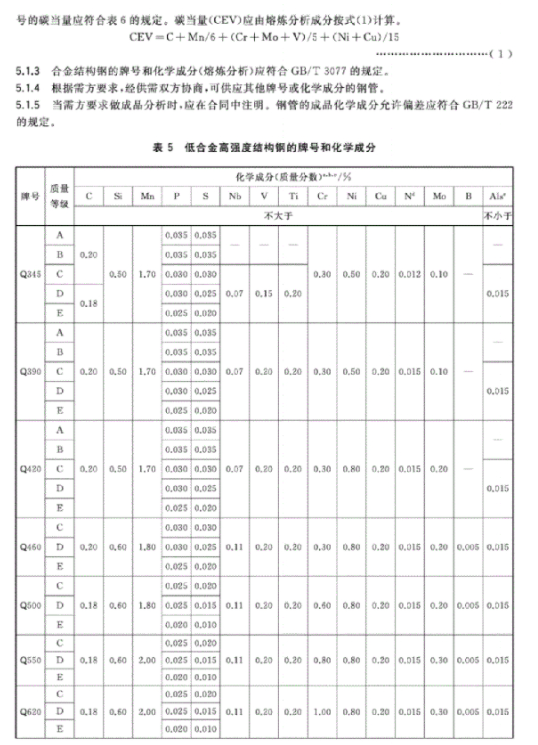 号的碳当量应符合表 6 的规定。碳当量(CEV)应由熔炼分析成分按式(1)计算。
CEV=C+Mn/6+(Cr+Mo+V)/5+(Ni+Cu)/15
…………………………( 1 )
5.1.3 合金结构钢的牌号和化学成分(熔炼分析)应符合 GB/T 3077 的规定。
5.1.4 根据需方要求,经供需双方协商,可供应其他牌号或化学成分的钢管。
5.1.5 当需方要求做成品分析时,应在合同中注明。钢管的成品化学成分允许偏差应符合 GB/T 222
的规定。
表 5 低合金高强度结构钢的牌号和化学成分
牌号 质量等级 化学成分(质量分数)a,b,c/%
C Si Mn P S Nb V Ti Cr Ni Cu Nd Mo B Alse
不大于 不小于
A 0.035 0.035 — — — —
B 0.20 0.035 0.035
Q345 C 0.50 1.70 0.030 0.030 0.30 0.50 0.20 0.012 0.10 —
D 0.18 0.030 0.025 0.07 0.15 0.20 0.015
E 0.025 0.020
A 0.035 0.035 —
B 0.035 0.035
Q390 C 0.20 0.50 1.70 0.030 0.030 0.07 0.20 0.20 0.30 0.50 0.20 0.015 0.10 —
D 0.030 0.025 0.015
E 0.025 0.020
A 0.035 0.035 —
B 0.035 0.035
Q420 C 0.20 0.50 1.70 0.030 0.030 0.07 0.20 0.20 0.30 0.80 0.20 0.015 0.20 —
D 0.030 0.025 0.015
E 0.025 0.020
C 0.030 0.030
Q460 D 0.20 0.60 1.80 0.030 0.025 0.11 0.20 0.20 0.30 0.80 0.20 0.015 0.20 0.005 0.015
E 0.025 0.020
C 0.025 0.020
Q500 D 0.18 0.60 1.80 0.025 0.015 0.11 0.20 0.20 0.60 0.80 0.20 0.015 0.20 0.005 0.015
E 0.020 0.010
C 0.025 0.020
Q550 D 0.18 0.60 2.00 0.025 0.015 0.11 0.20 0.20 0.80 0.80 0.20 0.015 0.30 0.005 0.015
E 0.020 0.010
C 0.025 0.020
Q620 D 0.18 0.60 2.00 0.025 0.015 0.11 0.20 0.20 1.00 0.80 0.20 0.015 0.30 0.005 0.015
E 0.020 0.010